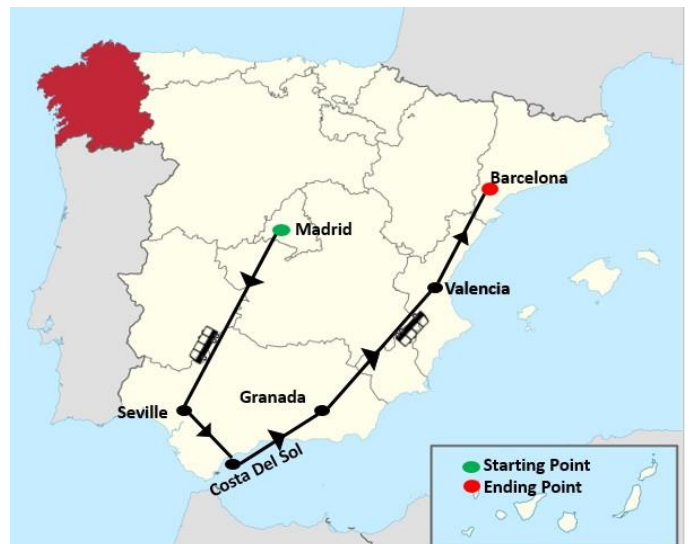 Barcelona
Madrid
Valencia
Granada
Seville
Costa Del Sol
Starting Point
Ending Point